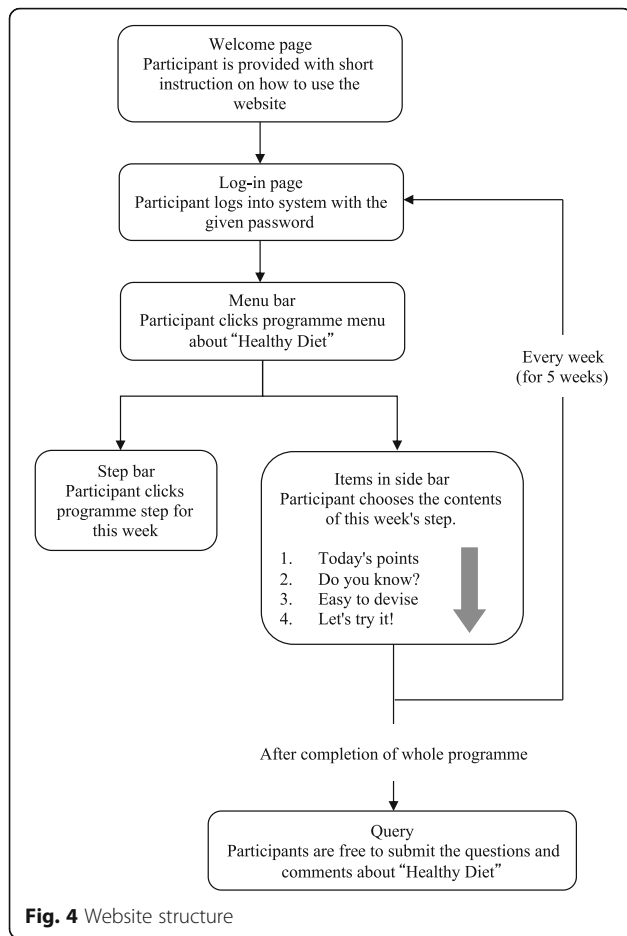 Welcome page
Participant is provided with short
instruction on how to use the
website
Log-in page
Participant logs into system with the
given password
Menu bar
Participant clicks programme menu
about “Healthy Diet”
Every week
(for 5 weeks)
Step bar
Participant clicks
programme step for
this week
Items in side bar
Participant chooses the contents
of this week's step.
1. Today's points
2. Do you know?
3. Easy to devise
4. Let's try it!
After completion of whole programme
Query
Participants are free to submit the questions and
comments about “Healthy Diet”
Fig. 4 Website structure